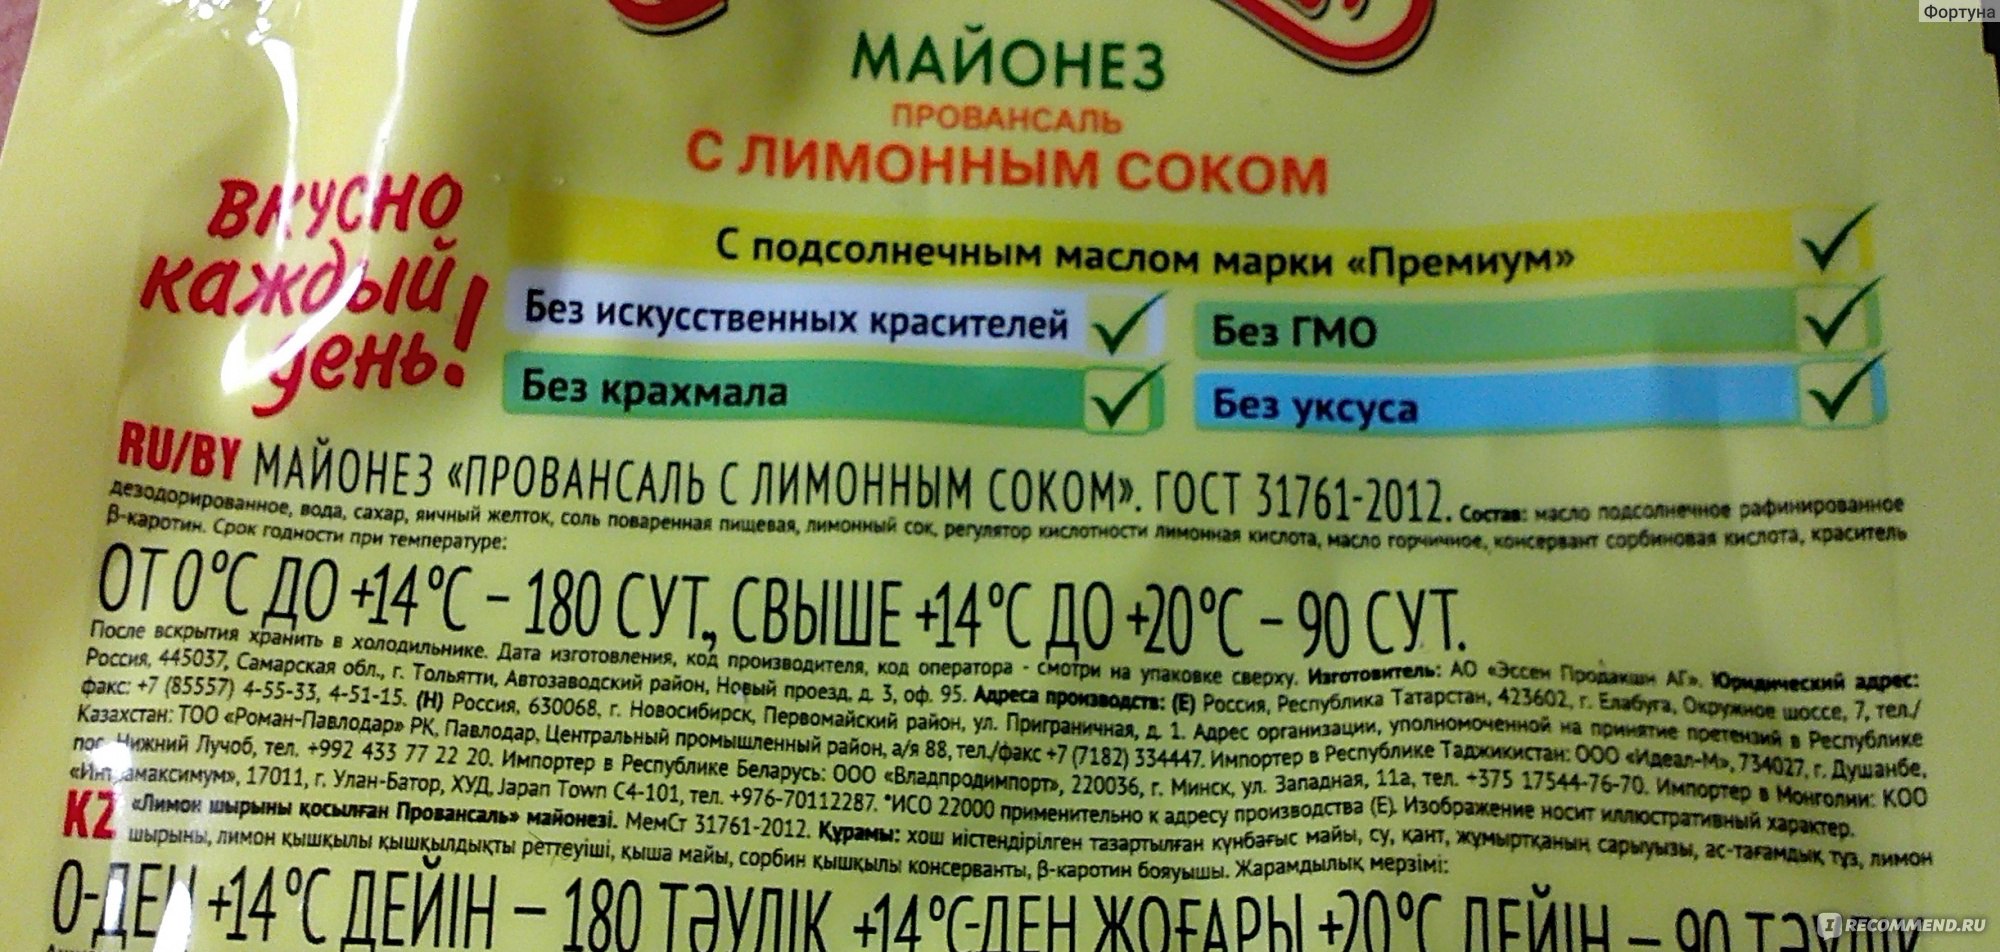 Фортуна
МАЙОНЕЗ
ПРОВАНСАЛЬ
С ЛИМОННЫМ СОКОМ
ВКУСНО
каждый
день!
С подсолнечным маслом марки «Премиум»
Без искусственных красителей
Без ГМО
Без крахмала
Без уксуса
RU/BY МАЙОНЕЗ «ПРОВАНСАЛЬ С ЛИМОННЫМ СОКОМ». ГОСТ 31761-2012. Состав: масло подсолнечное рафинированное
дезодорированное, вода, сахар, яичный желток, соль поваренная пищевая, лимонный сок, регулятор кислотности лимонная кислота, масло горчичное, консервант сорбиновая кислота, краситель
β-каротин. Срок годности при температуре:
ОТ 0°С ДО +14°С – 180 СУТ., СВЫШЕ +14°С ДО +20°С – 90 СУТ.
После вскрытия хранить в холодильнике. Дата изготовления, код производителя, код оператора - смотри на упаковке сверху. Изготовитель: АО «Эссен Продакшн АГ». Юридический адрес:
Россия, 445037, Самарская обл., г. Тольятти, Автозаводский район, Новый проезд, д. 3, оф. 95. Адреса производств: (Е) Россия, Республика Татарстан, 423602, г. Елабуга, Окружное шоссе, 7, тел./
факс: +7 (85557) 4-55-33, 4-51-15. (Н) Россия, 630068, г. Новосибирск, Первомайский район, ул. Приграничная, д. 1. Адрес организации, уполномоченной на принятие претензий в Республике
Казахстан: ТОО «Роман-Павлодар» РК, Павлодар, Центральный промышленный район, а/я 88, тел./факс +7 (7182) 334447. Импортер в Республике Таджикистан: ООО «Идеал-М», 734027, г. Душанбе,
пос. Нижний Лучоб, тел. +992 433 77 22 20. Импортер в Республике Беларусь: ООО «Владпродимпорт», 220036, г. Минск, ул. Западная, 11а, тел. +375 17544-76-70. Импортер в Монголии: КОО
17011, г. Улан-Батор, ХУД, Japan Town C4-101, тел. +976-70112287. *ИСО 22000 применительно к адресу производства (Е). Изображение носит иллюстративный характер.
KZ «Лимон шырыны қосылған Провансаль» майонезі. МемСт 31761-2012. Құрамы: хош иістендірілген тазартылған күнбағыс майы, су, қант, жұмыртқаның сарыуызы, ас-тағамдық тұз, лимон
шырыны, лимон қышқылы қышқылдықты реттеуіші, қыша майы, сорбин қышқылы консерванты, β-каротин бояуышы. Жарамдылық мерзімі:
0-ДЕН +14°С ДЕЙІН – 180 ТӘУЛІК +14°С-ДЕН ЖОҒАРЫ +20°С ДЕЙІН – 90
IRECOMMEND.RU